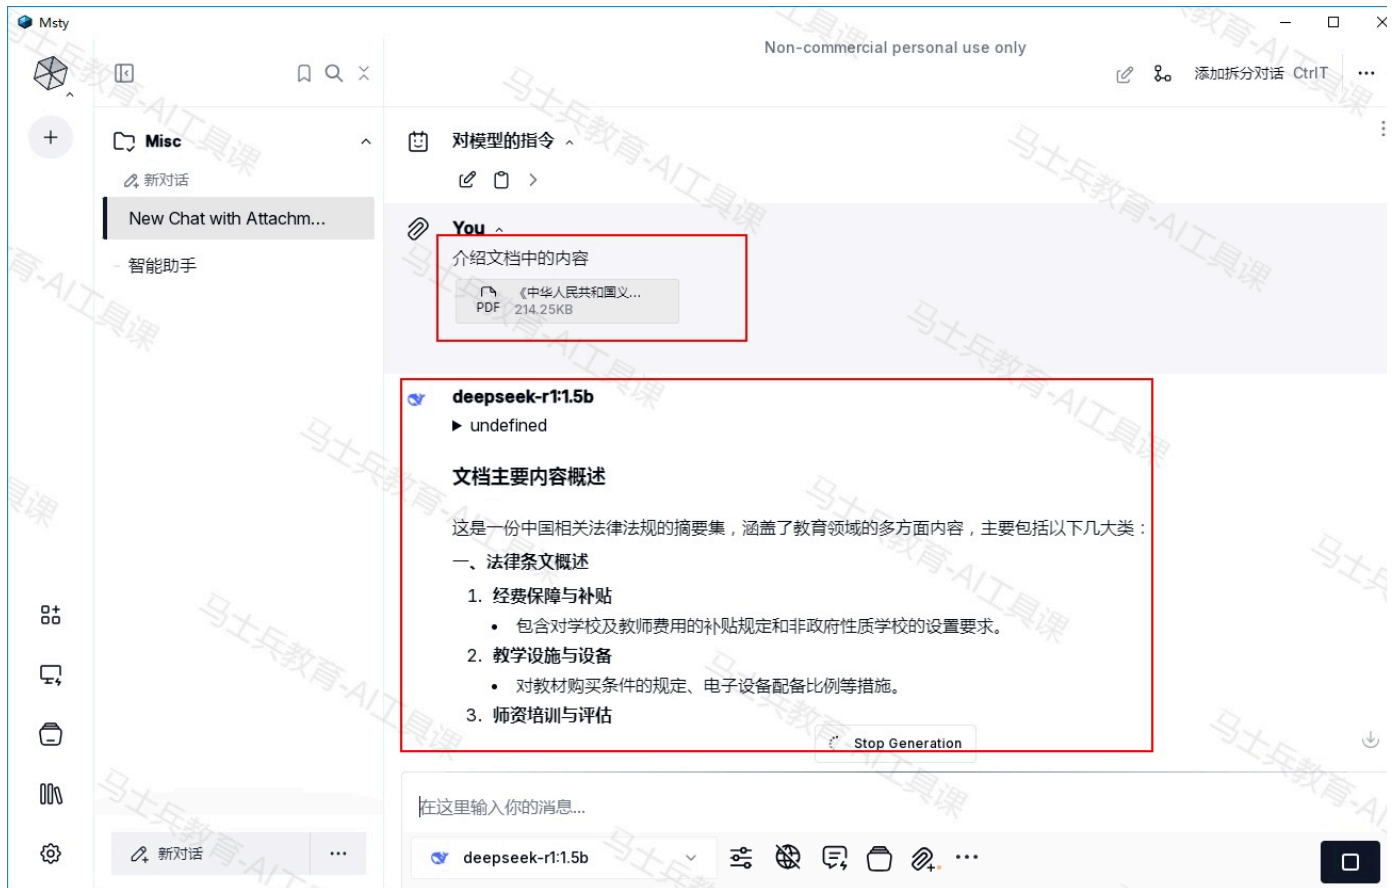 Msty
Non-commercial personal use only
添加拆分对话 CtrlT
Misc
新对话
New Chat with Attachm...
智能助手
对模型的指令
You
介绍文档中的内容
PDF
《中华人民共和国义...
214.25KB
deepseek-r1:1.5b
undefined
文档主要内容概述
这是一份中国相关法律法规的摘要集，涵盖了教育领域的多方面内容，主要包括以下几大类：
一、法律条文概述
1. 经费保障与补贴
• 包含对学校及教师费用的补贴规定和非政府性质学校的设置要求。
2. 教学设施与设备
• 对教材购买条件的规定、电子设备配备比例等措施。
3. 师资培训与评估
Stop Generation
在这里输入你的消息...
新对话
deepseek-r1:1.5b
马士兵教育-AI工具课